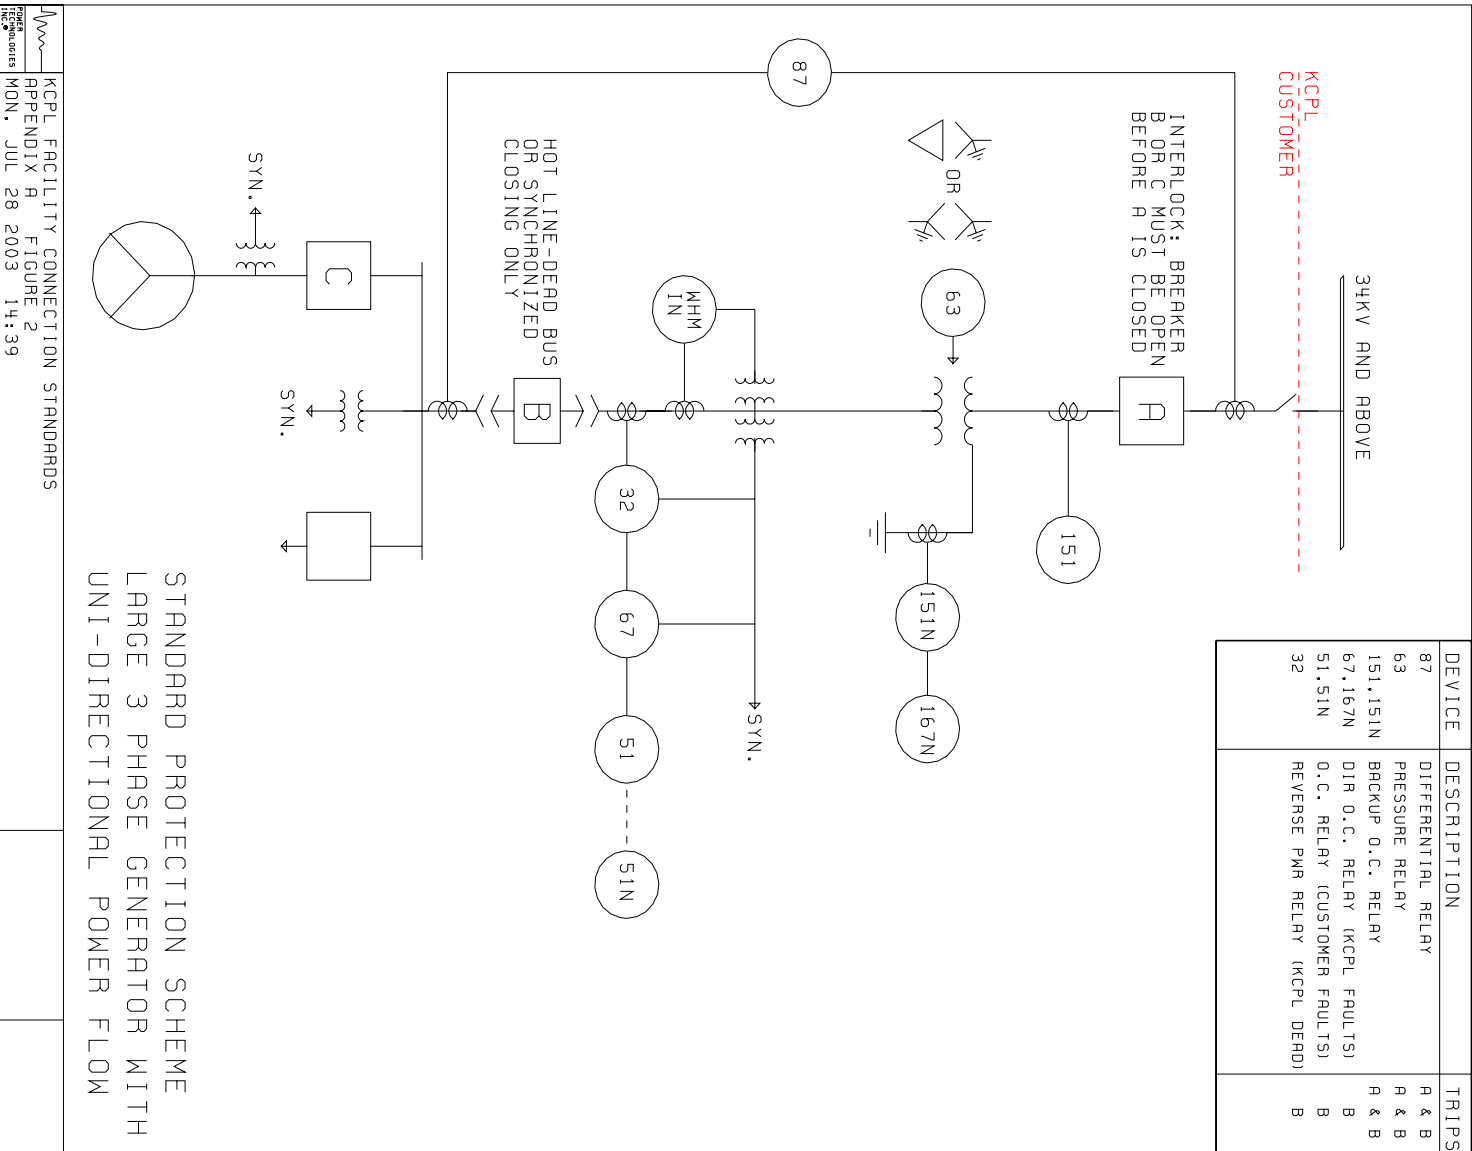 34KV AND ABOVE
KCPL
CUSTOMER
INTERLOCK: BREAKER
B OR C MUST BE OPEN
BEFORE A IS CLOSED
A
151
87
OR
63
151N
167N
SYN.
WHM
IN
HOT LINE-DEAD BUS
OR SYNCHRONIZED
CLOSING ONLY
B
32
67
51
51N
SYN.
C
SYN.
DEVICE DESCRIPTION TRIPS
87 DIFFERENTIAL RELAY A & B
63 PRESSURE RELAY A & B
151,151N BACKUP O.C. RELAY A & B
67,167N DIR O.C. RELAY (KCPL FAULTS) B
51,51N O.C. RELAY (CUSTOMER FAULTS) B
32 REVERSE PWR RELAY (KCPL DEAD) B
STANDARD PROTECTION SCHEME
LARGE 3 PHASE GENERATOR WITH
UNI-DIRECTIONAL POWER FLOW
POWER
TECHNOLOGIES
INC.®
KCPL FACILITY CONNECTION STANDARDS
APPENDIX A FIGURE 2
MON, JUL 28 2003 14:39